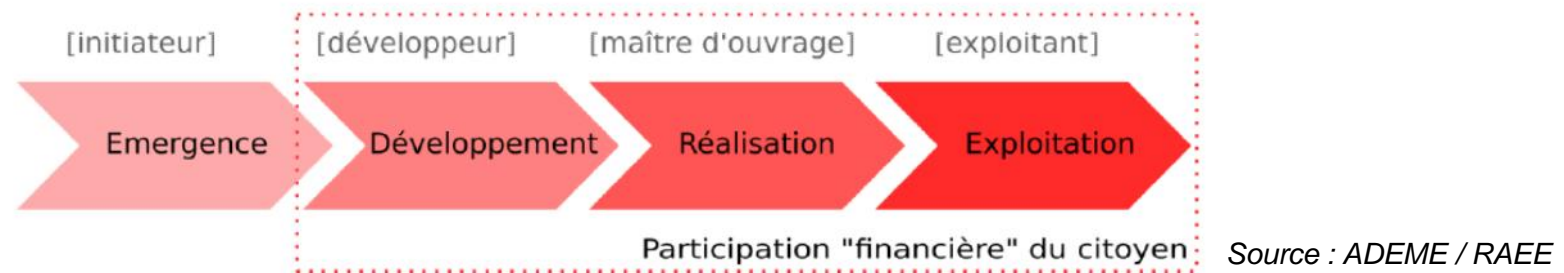 [initiateur] [développeur] [maître d'ouvrage] [exploitant]
Emergence Développement Réalisation Exploitation
Participation "financière" du citoyen
Source : ADEME / RAEE